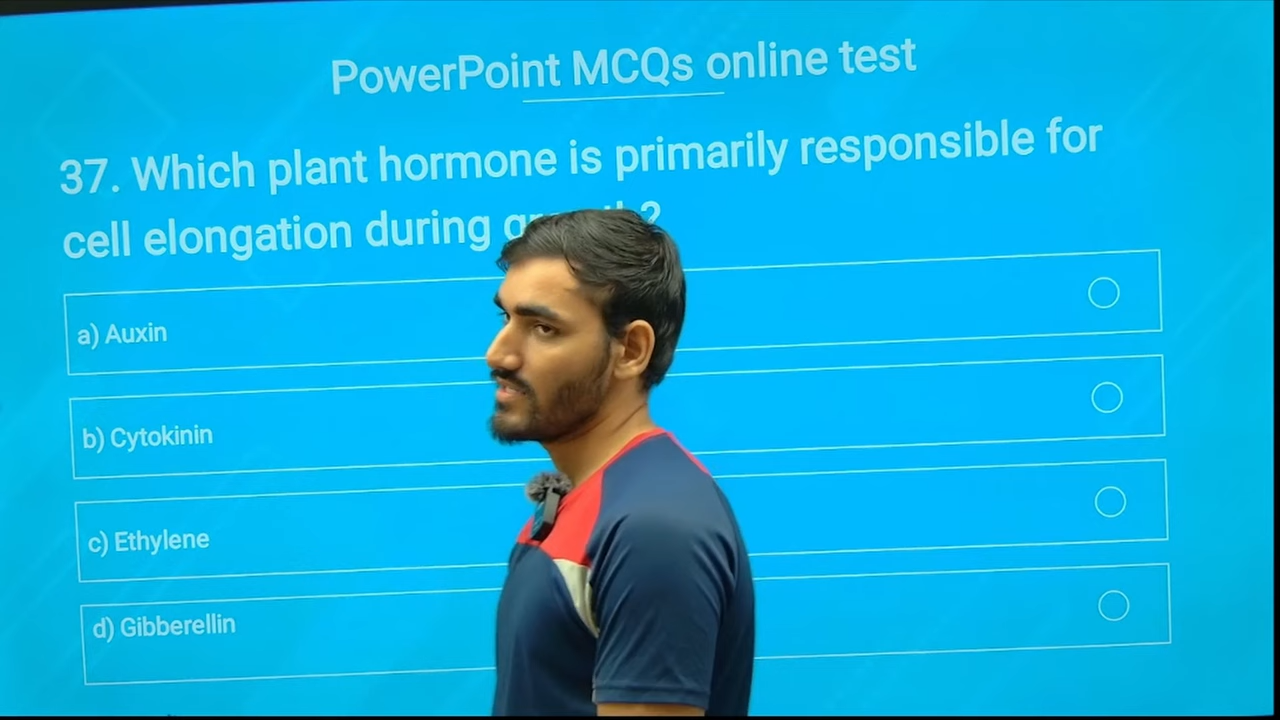 PowerPoint MCQs online test
37. Which plant hormone is primarily responsible for
cell elongation during
a) Auxin
b) Cytokinin
c) Ethylene
d) Gibberellin